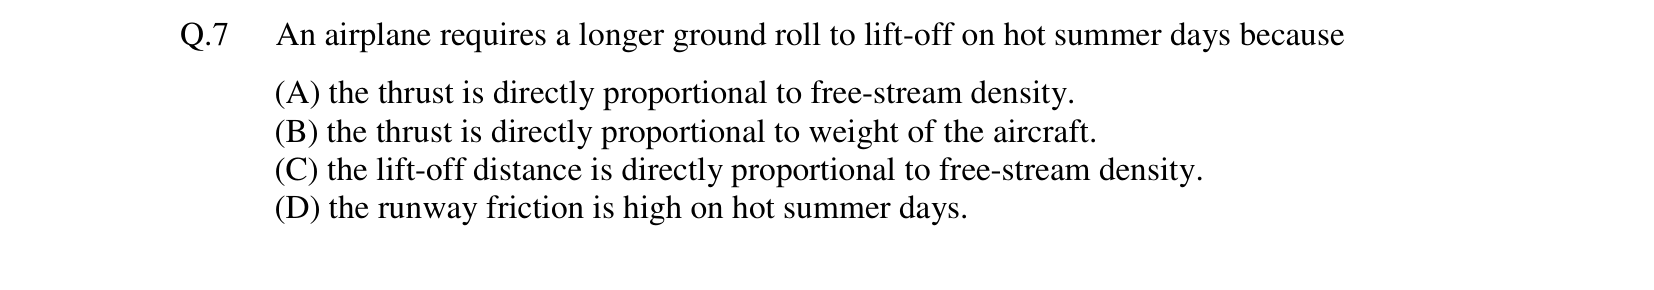 Q.7 An airplane requires a longer ground roll to lift-off on hot summer days because
(A) the thrust is directly proportional to free-stream density.
(B) the thrust is directly proportional to weight of the aircraft.
(C) the lift-off distance is directly proportional to free-stream density.
(D) the runway friction is high on hot summer days.